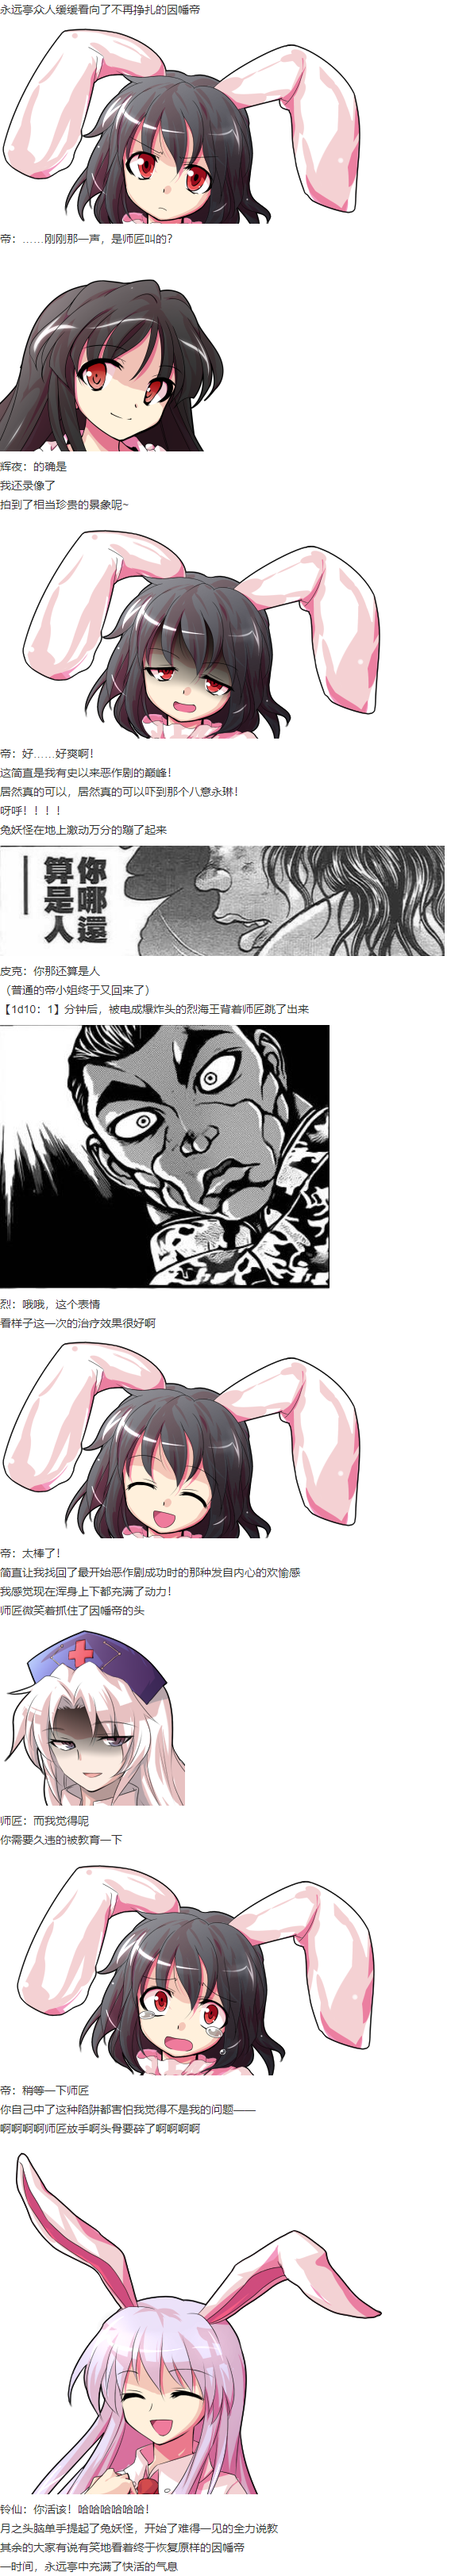 永远亭众人缓缓看向了不再挣扎的因幡帝
帝：……刚刚那一声，是师匠叫的？
辉夜：的确是
我还录像了
拍到了相当珍贵的景象呢~
帝：好……好爽啊！
这简直是我有史以来恶作剧的巅峰！
居然真的可以，居然真的可以吓到那个八意永琳！
呀呼！！！！
兔妖怪在地上激动万分的蹦了起来
你哪還
算是人
皮克：你那还算是人
（普通的帝小姐终于又回来了）
【1d10：1】分钟后，被电成爆炸头的烈海王背着师匠跳了出来
烈：哦哦，这个表情
看样子这一次的治疗效果很好啊
帝：太棒了！
简直让我找回了最开始恶作剧成功时的那种发自内心的欢愉感
我感觉现在浑身上下都充满了动力！
师匠微笑着抓住了因幡帝的头
师匠：而我觉得呢
你需要久违的被教育一下
帝：稍等一下师匠
你自己中了这种陷阱都害怕我觉得不是我的问题——
啊啊啊啊师匠放手啊头骨要碎了啊啊啊啊
铃仙：你活该！哈哈哈哈哈哈！
月之头脑单手提起了兔妖怪，开始了难得一见的全力说教
其余的大家有说有笑地看着终于恢复原样的因幡帝
一时间，永远亭中充满了快活的气息